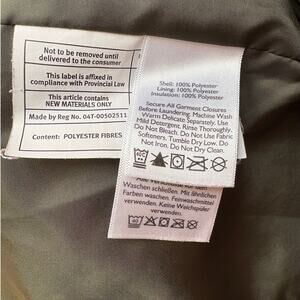 Not to be removed until
delivered to the consumer
This label is affixed in
compliance with Provincial Law
This article contains
NEW MATERIALS ONLY
Made by Reg No. 04T-00502511
Content: POLYESTER FIBRES
Shell: 100% Polyester
Lining: 100% Polyester
Insulation: 100% Polyester
Secure All Garment Closures
Before Laundering. Machine Wash
Warm Delicate Separately. Use
Mild Detergent. Rinse Thoroughly.
Do Not Bleach. Do Not Use Fabric
Softeners. Tumble Dry Low. Do
Not Iron. Do Not Dry Clean.
Alle Verschlüsse vor dem
Waschen schließen. Mit ähnlichen
Farben waschen. Feinwaschmittel
verwenden. Keine Weichspüler
verwenden.